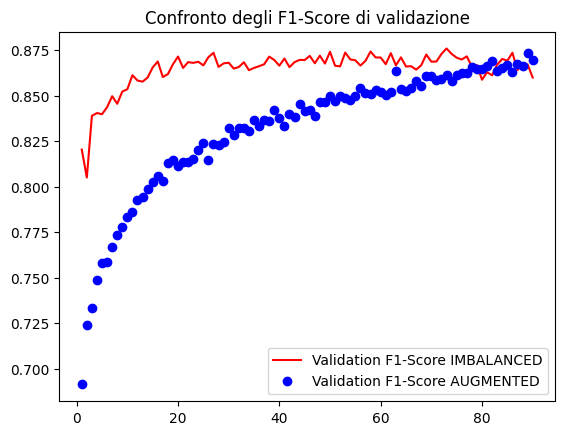 Confronto degli F1-Score di validazione
0.875
0.850
0.825
0.800
0.775
0.750
0.725
0.700
Validation F1-Score IMBALANCED
Validation F1-Score AUGMENTED
0 20 40 60 80